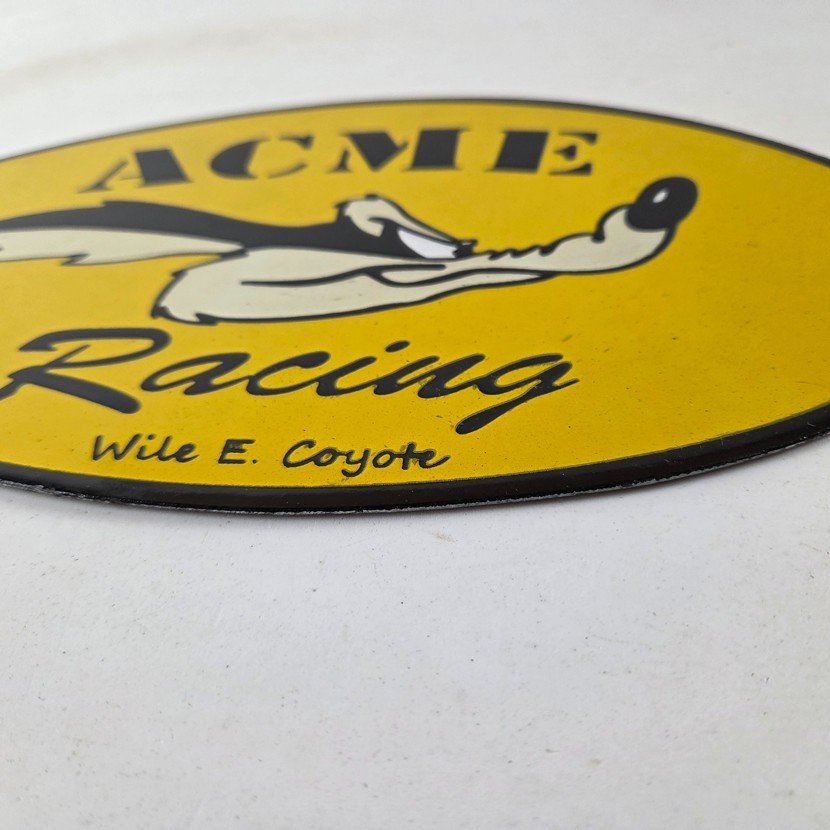 ACME
Racing
Wile E. Coyote